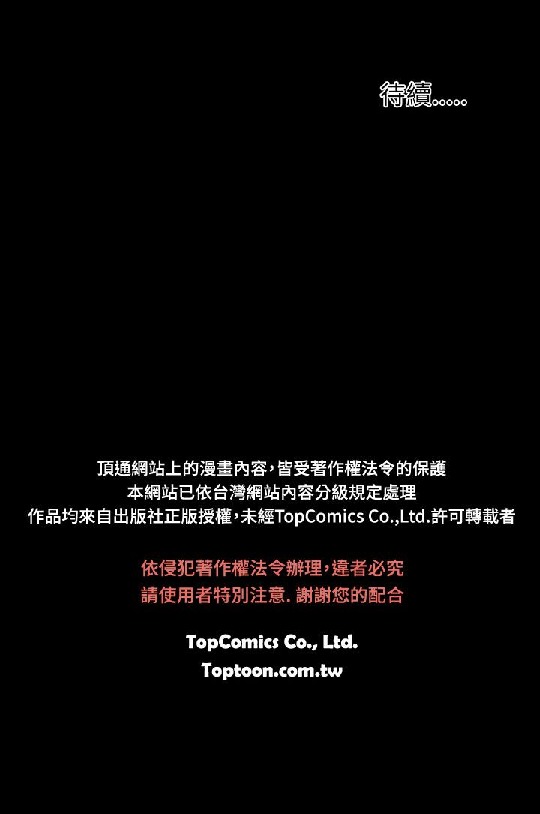 待續.....
頂通網站上的漫畫內容,皆受著作權法令的保護
本網站已依台灣網站內容分級規定處理
作品均來自出版社正版授權,未經TopComics Co.,Ltd.許可轉載者
依侵犯著作權法令辦理,違者必究
請使用者特別注意. 謝謝您的配合
TopComics Co., Ltd.
Toptoon.com.tw